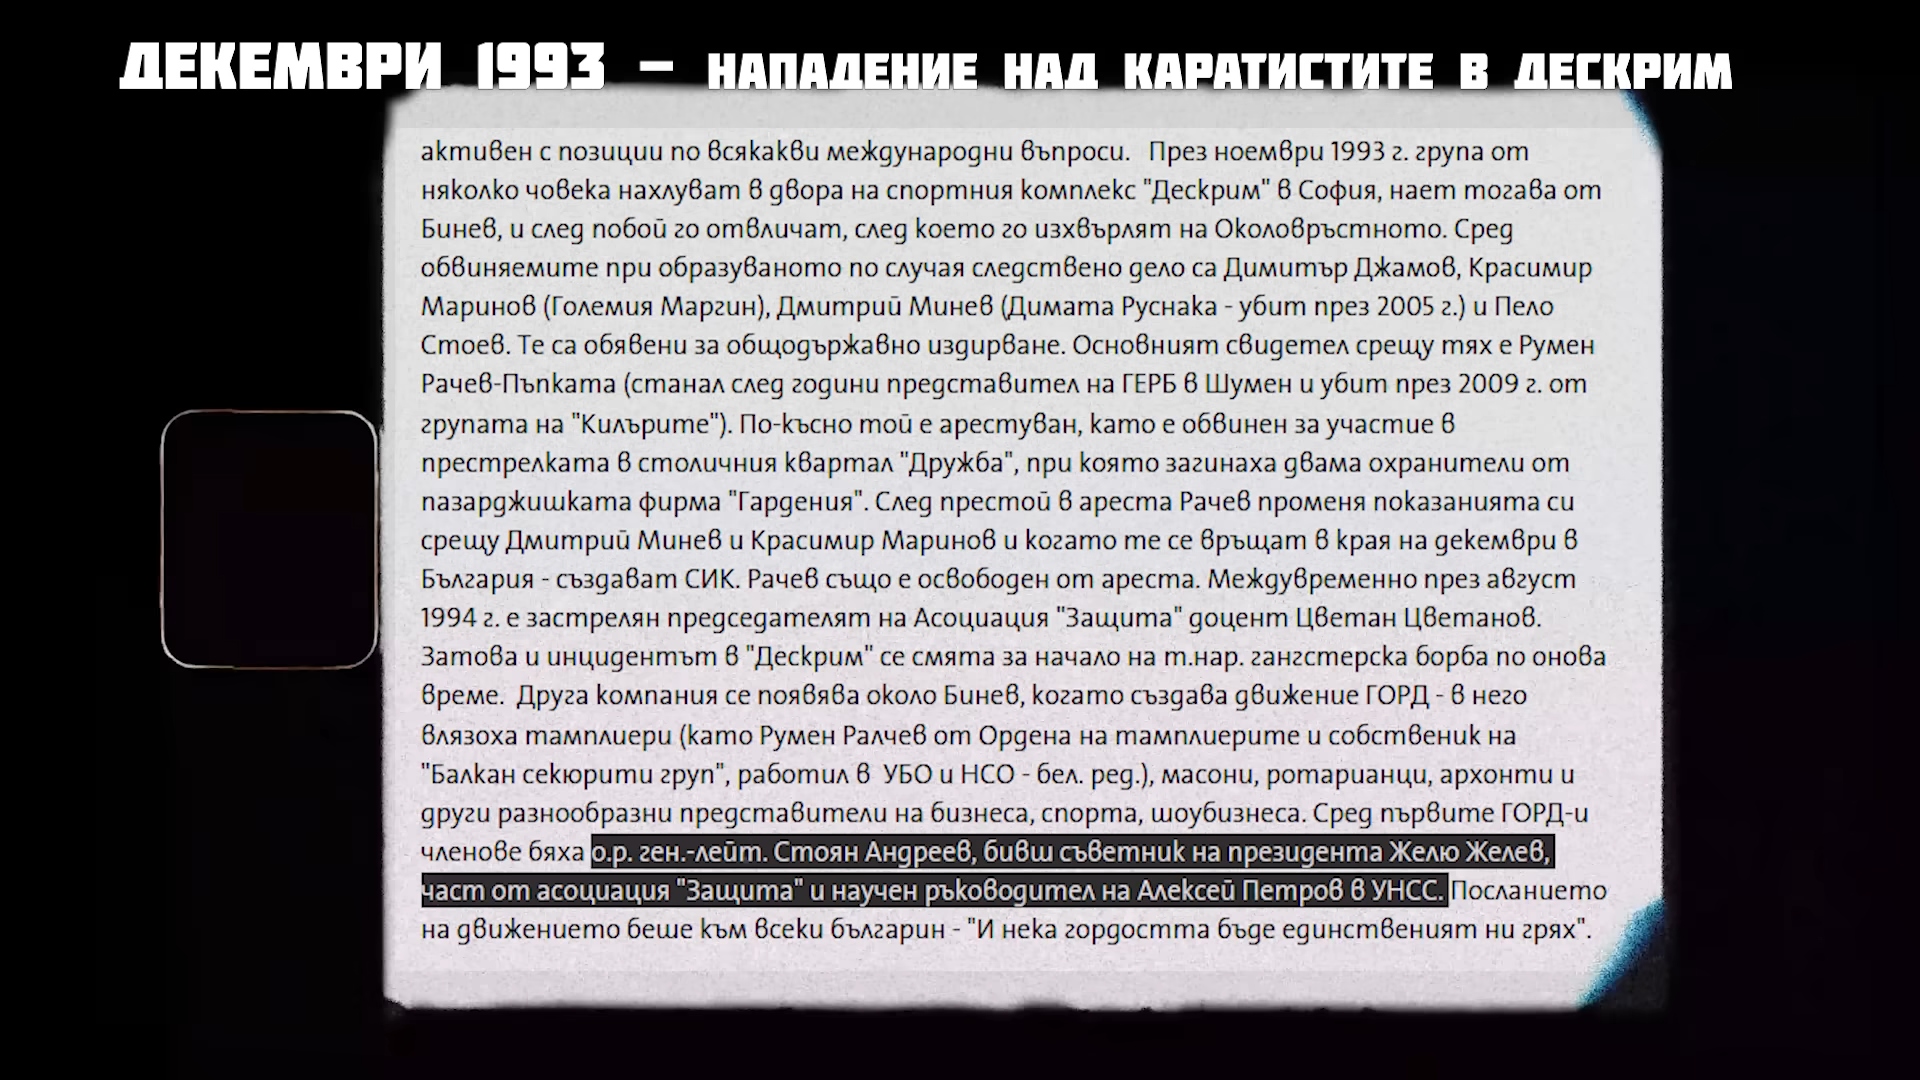 ДЕКЕМВРИ 1993 – НАПАДЕНИЕ НАД КАРАТИСТИТЕ В ДЕСКРИМ
активен с позиции по всякакви международни въпроси. През ноември 1993 г. група от
няколко човека нахлуват в двора на спортния комплекс "Дескрим" в София, нает тогава от
Бинев, и след побой го отвличат, след което го изхвърлят на Околовръстното. Сред
обвиняемите при образуваното по случая следствено дело са Димитър Джамов, Красимир
Маринов (Големия Маргин), Дмитрий Минев (Димата Руснака - убит през 2005 г.) и Пело
Стоев. Те са обявени за общодържавно издирване. Основният свидетел срещу тях е Румен
Рачев-Пъпката (станал след години представител на ГЕРБ в Шумен и убит през 2009 г. от
групата на "Килърите"). По-късно той е арестуван, като е обвинен за участие в
престрелката в столичния квартал "Дружба", при която загинаха двама охранители от
пазарджишката фирма "Гардения". След престой в ареста Рачев променя показанията си
срещу Дмитрий Минев и Красимир Маринов и когато те се връщат в края на декември в
България - създават СИК. Рачев също е освободен от ареста. Междувременно през август
1994 г. е застрелян председателят на Асоциация "Защита" доцент Цветан Цветанов.
Затова и инцидентът в "Дескрим" се смята за начало на т.нар. гангстерска борба по онова
време. Друга компания се появява около Бинев, когато създава движение ГОРД - в него
влязоха тамплиери (като Румен Ралчев от Ордена на тамплиерите и собственик на
"Балкан секюрити груп", работил в УБО и НСО - бел. ред.), масони, ротарианци, архонти и
други разнообразни представители на бизнеса, спорта, шоубизнеса. Сред първите ГОРД-и
членове бяха о.р. ген.-лейт. Стоян Андреев, бивш съветник на президента Желю Желев,
част от асоциация "Защита" и научен ръководител на Алексей Петров в УНСС. Посланието
на движението беше към всеки българин - "И нека гордостта бъде единственият ни грях".